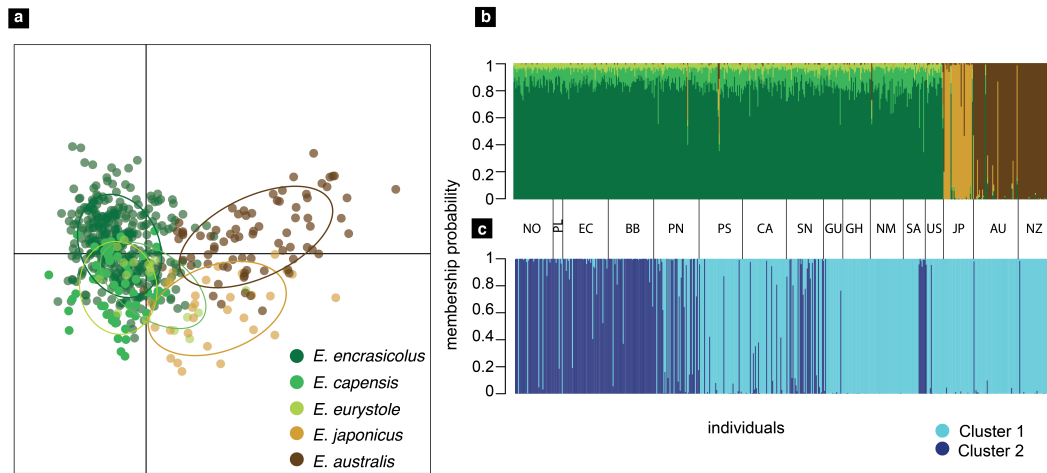 a
E. encrasicolus
E. capensis
E. eurystole
E. japonicus
E. australis
b
1
0.8
0.6
0.4
0.2
0
membership probability
NO PL EC BB PN PS CA SN GU GH NM SA US JP AU NZ
c
1
0.8
0.6
0.4
0.2
0
individuals
Cluster 1
Cluster 2